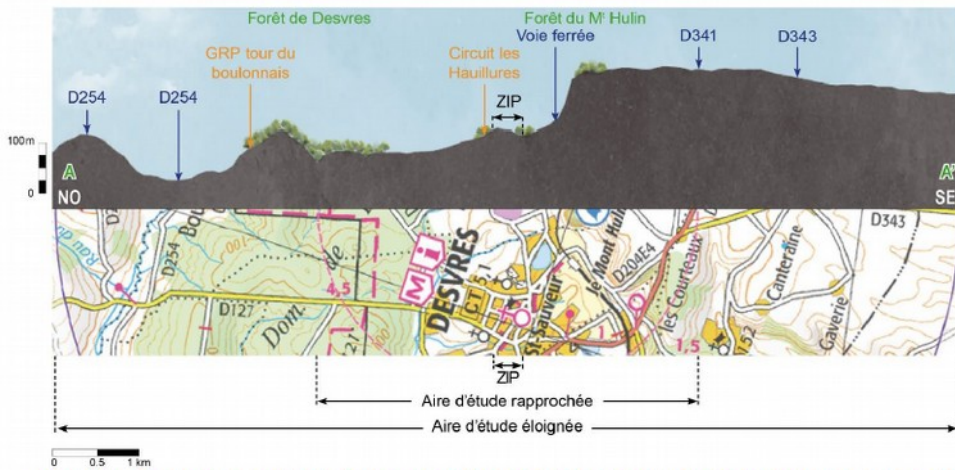 Forêt de Desvres
Forêt du Mᵗ Hulin
GRP tour du
boulonnais
Circuit les
Hauillures
Voie ferrée
D341
D343
D254
D254
ZIP
100m
0
A
NO
A'
SE
D254
D127
4,5
100
de
Dom.
DESVRES
M
i
St-Sauveur
le Mont Hulin
D204E4
les Courteaux
1,5
Canteraine
Gaverie
D343
ZIP
Aire d'étude rapprochée
Aire d'étude éloignée
0 0.5 1 km